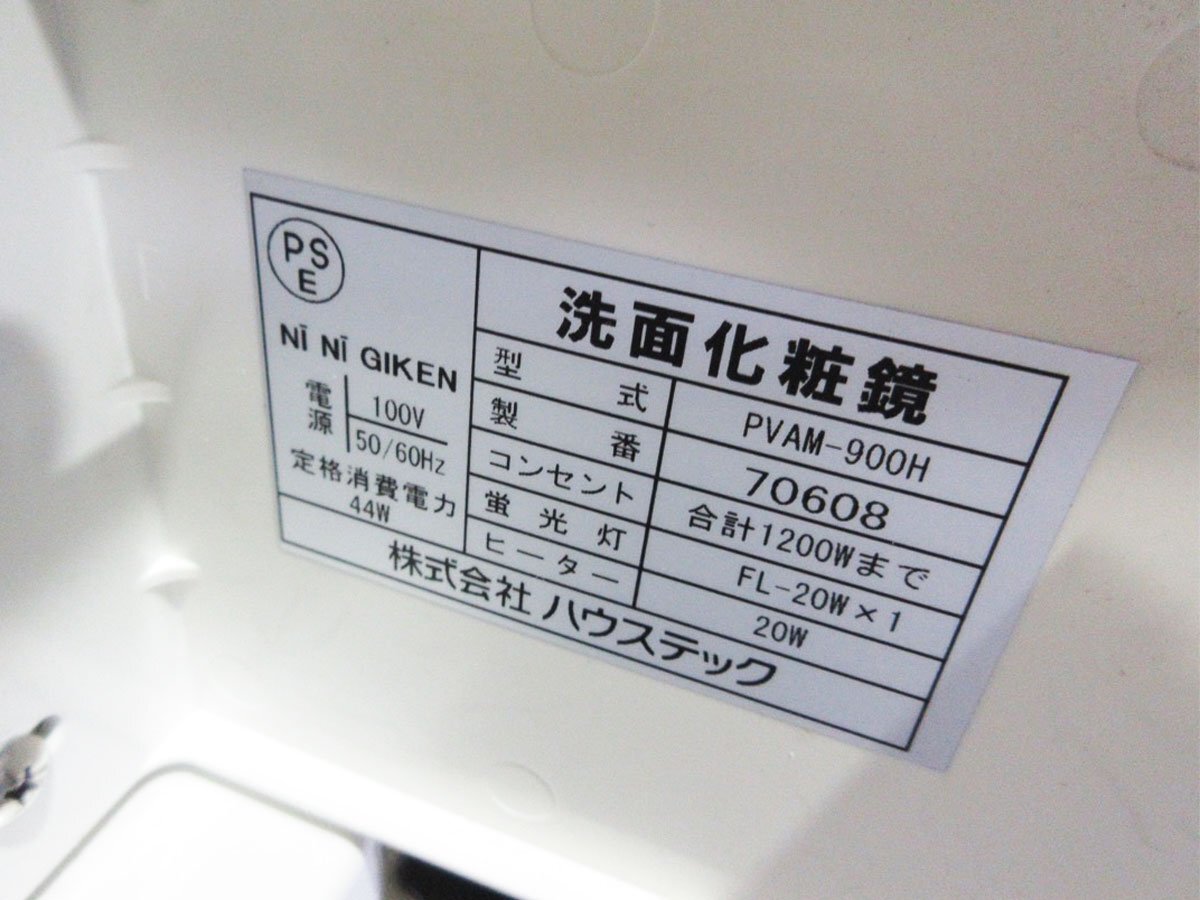 PS
E
NĪ NĪ GIKEN
電源 100V
50/60Hz
定格消費電力
44W
洗面化粧鏡
型式 PVAM-900H
製番 70608
コンセント 合計1200Wまで
蛍光灯 FL-20W×1
ヒーター 20W
株式会社 ハウステック